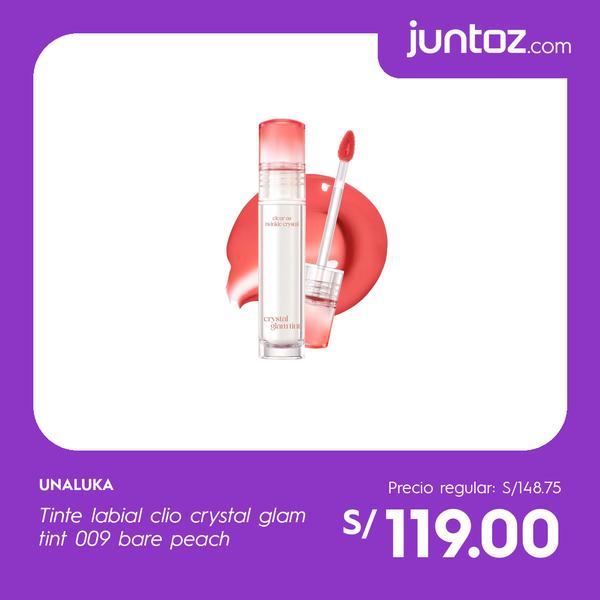 juntoz.com
clear as
twinkle crystal
crystal
glam tint
UNALUKA
Tinte labial clio crystal glam
tint 009 bare peach
Precio regular: S/148.75
S/119.00